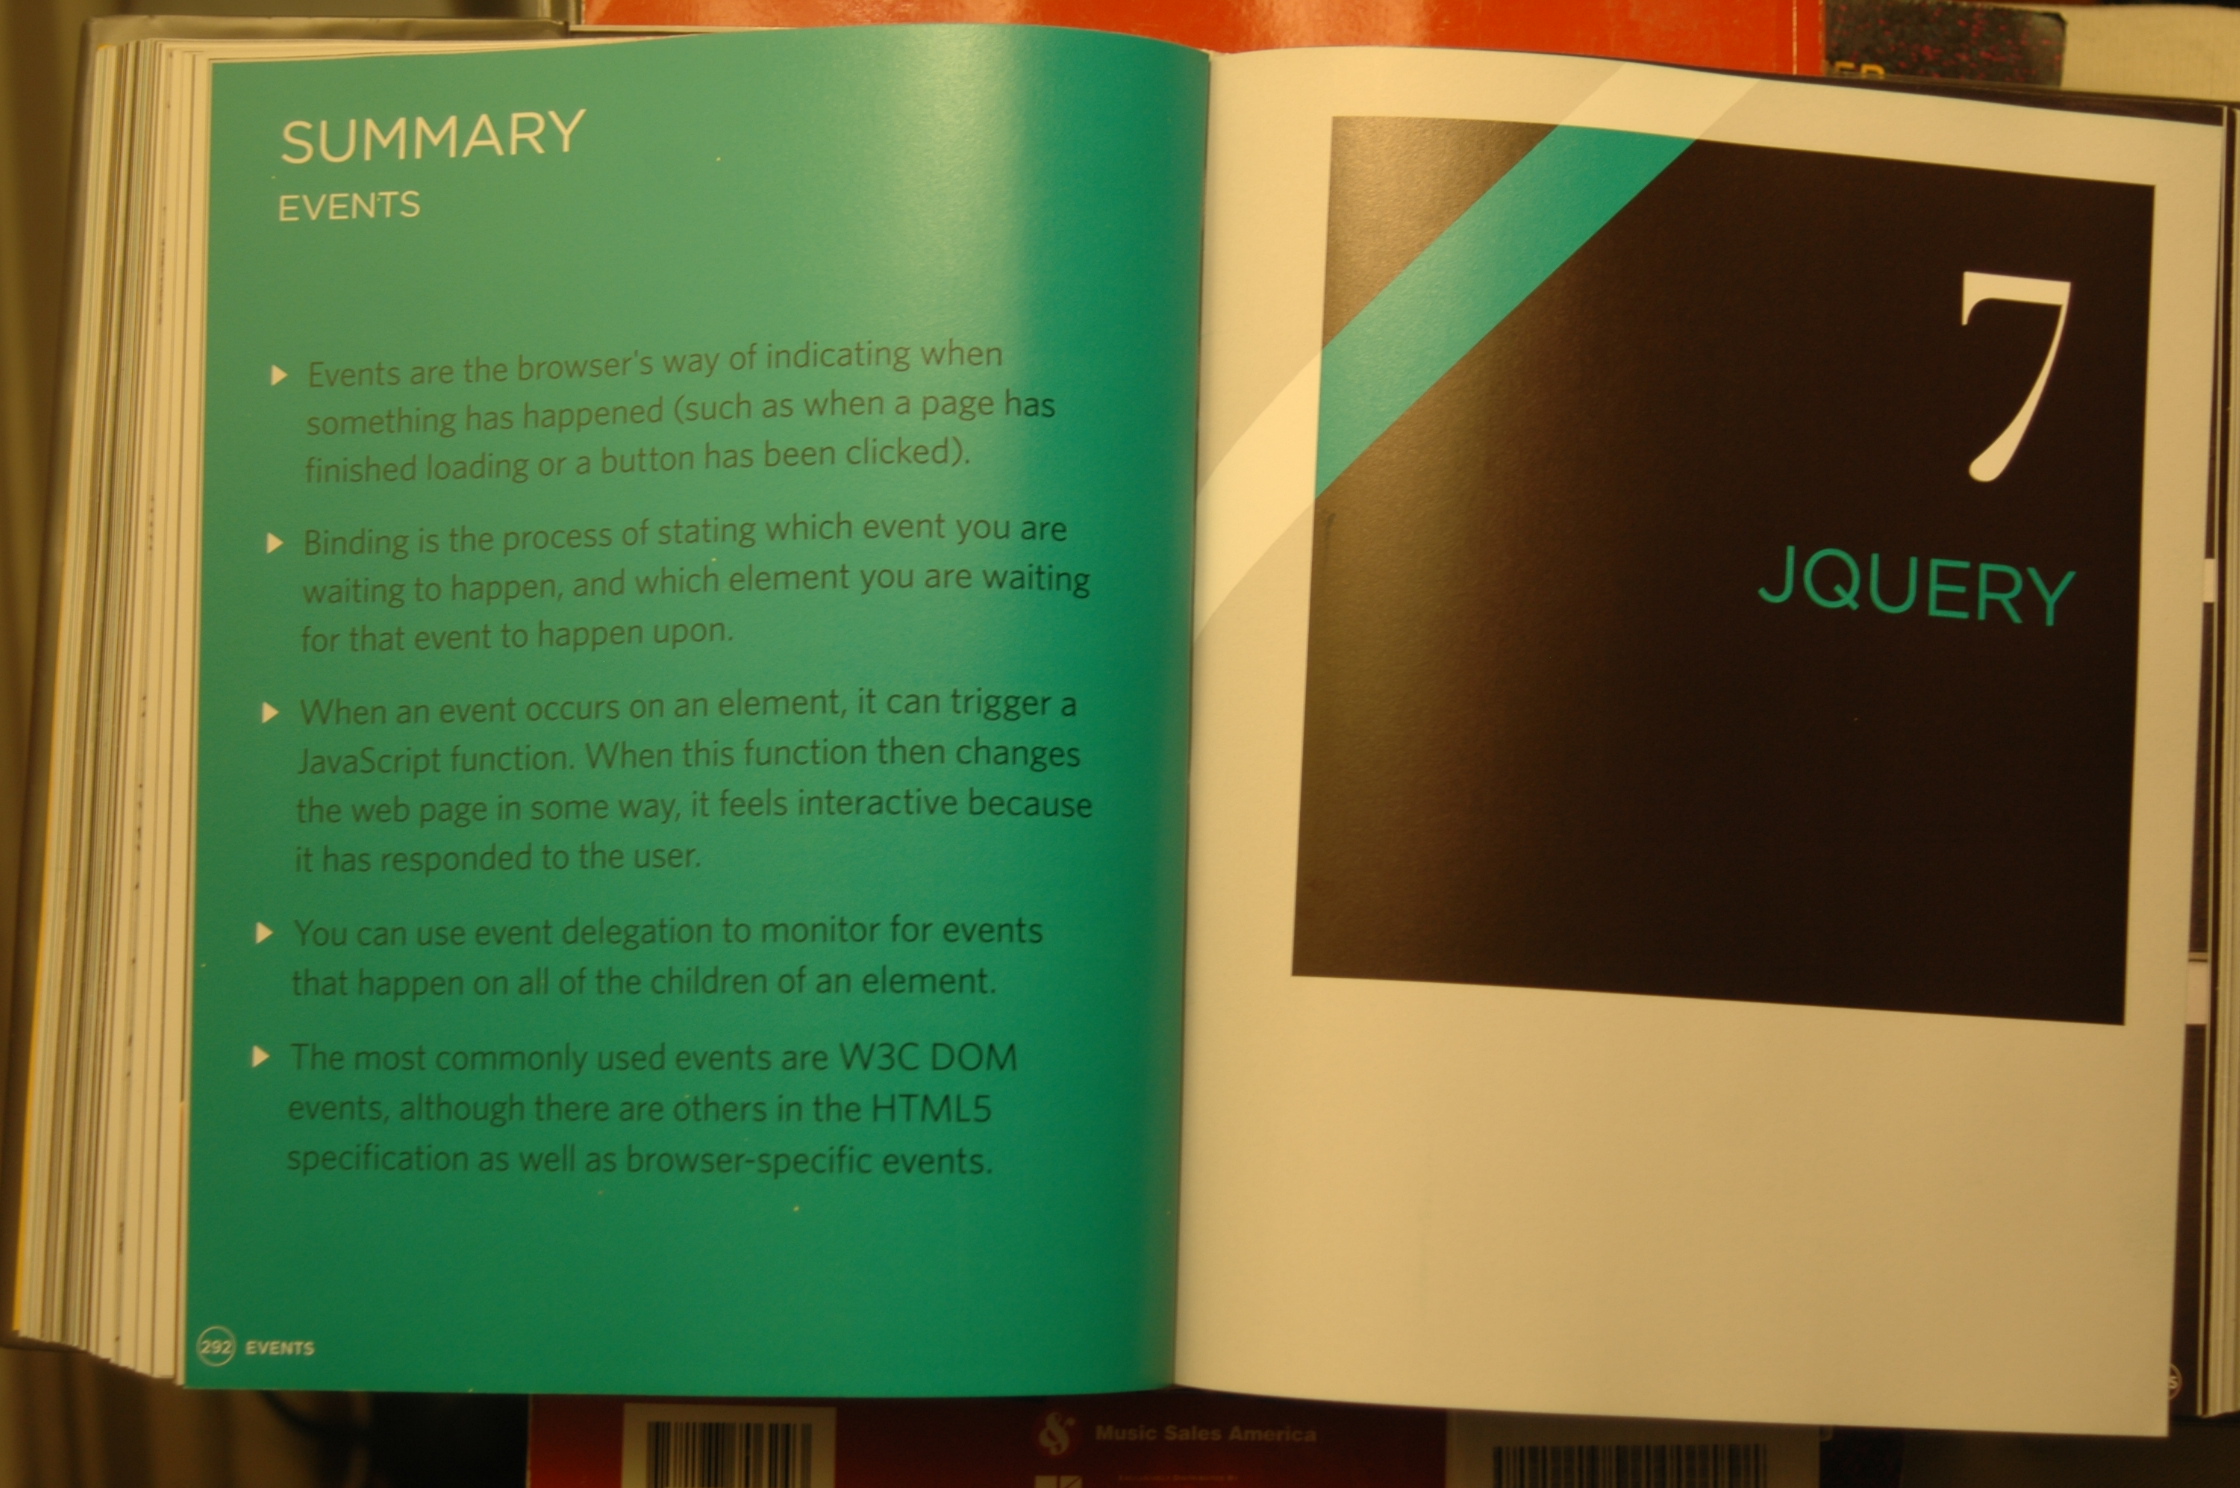 SUMMARY
EVENTS
Events are the browser's way of indicating when
something has happened (such as when a page has
finished loading or a button has been clicked).
Binding is the process of stating which event you are
waiting to happen, and which element you are waiting
for that event to happen upon.
When an event occurs on an element, it can trigger a
JavaScript function. When this function then changes
the web page in some way, it feels interactive because
it has responded to the user.
You can use event delegation to monitor for events
that happen on all of the children of an element.
The most commonly used events are W3C DOM
events, although there are others in the HTML5
specification as well as browser-specific events.
292 EVENTS
7
JQUERY
Music Sales America